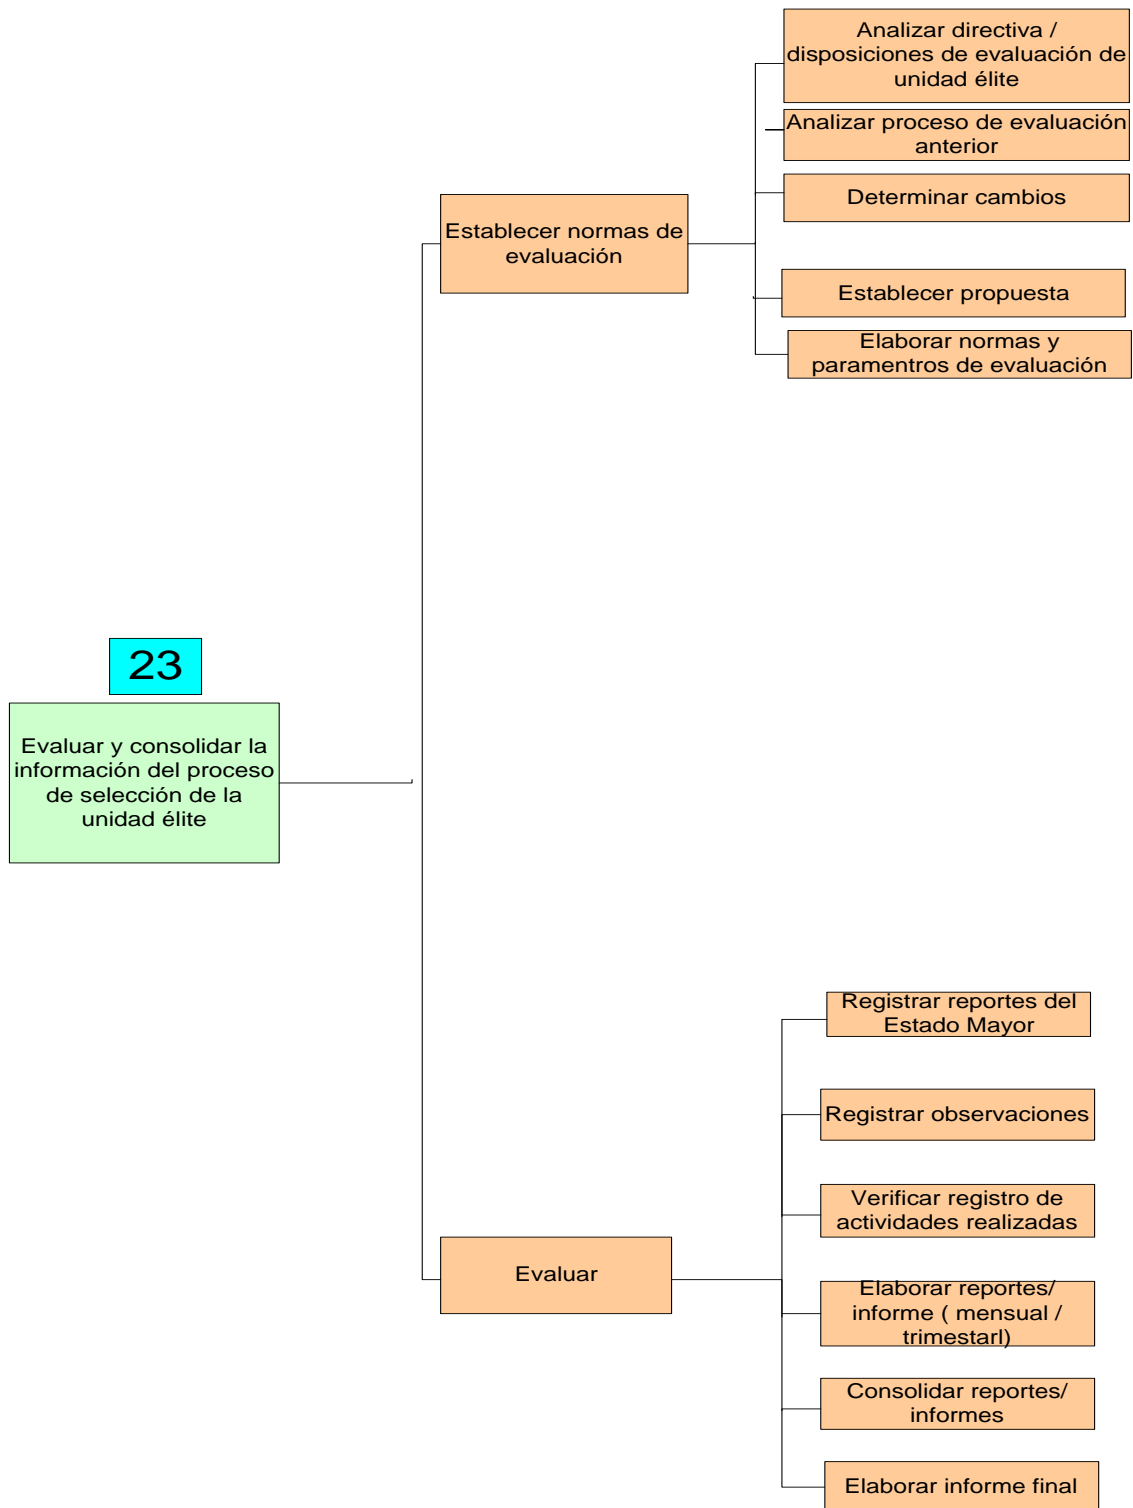 Analizar directiva /
disposiciones de evaluación de
unidad élite
Analizar proceso de evaluación
anterior
Determinar cambios
Establecer normas de
evaluación
Establecer propuesta
Elaborar normas y
paramentros de evaluación
23
Evaluar y consolidar la
información del proceso
de selección de la
unidad élite
Registrar reportes del
Estado Mayor
Registrar observaciones
Verificar registro de
actividades realizadas
Evaluar
Elaborar reportes/
informe ( mensual /
trimestarl)
Consolidar reportes/
informes
Elaborar informe final